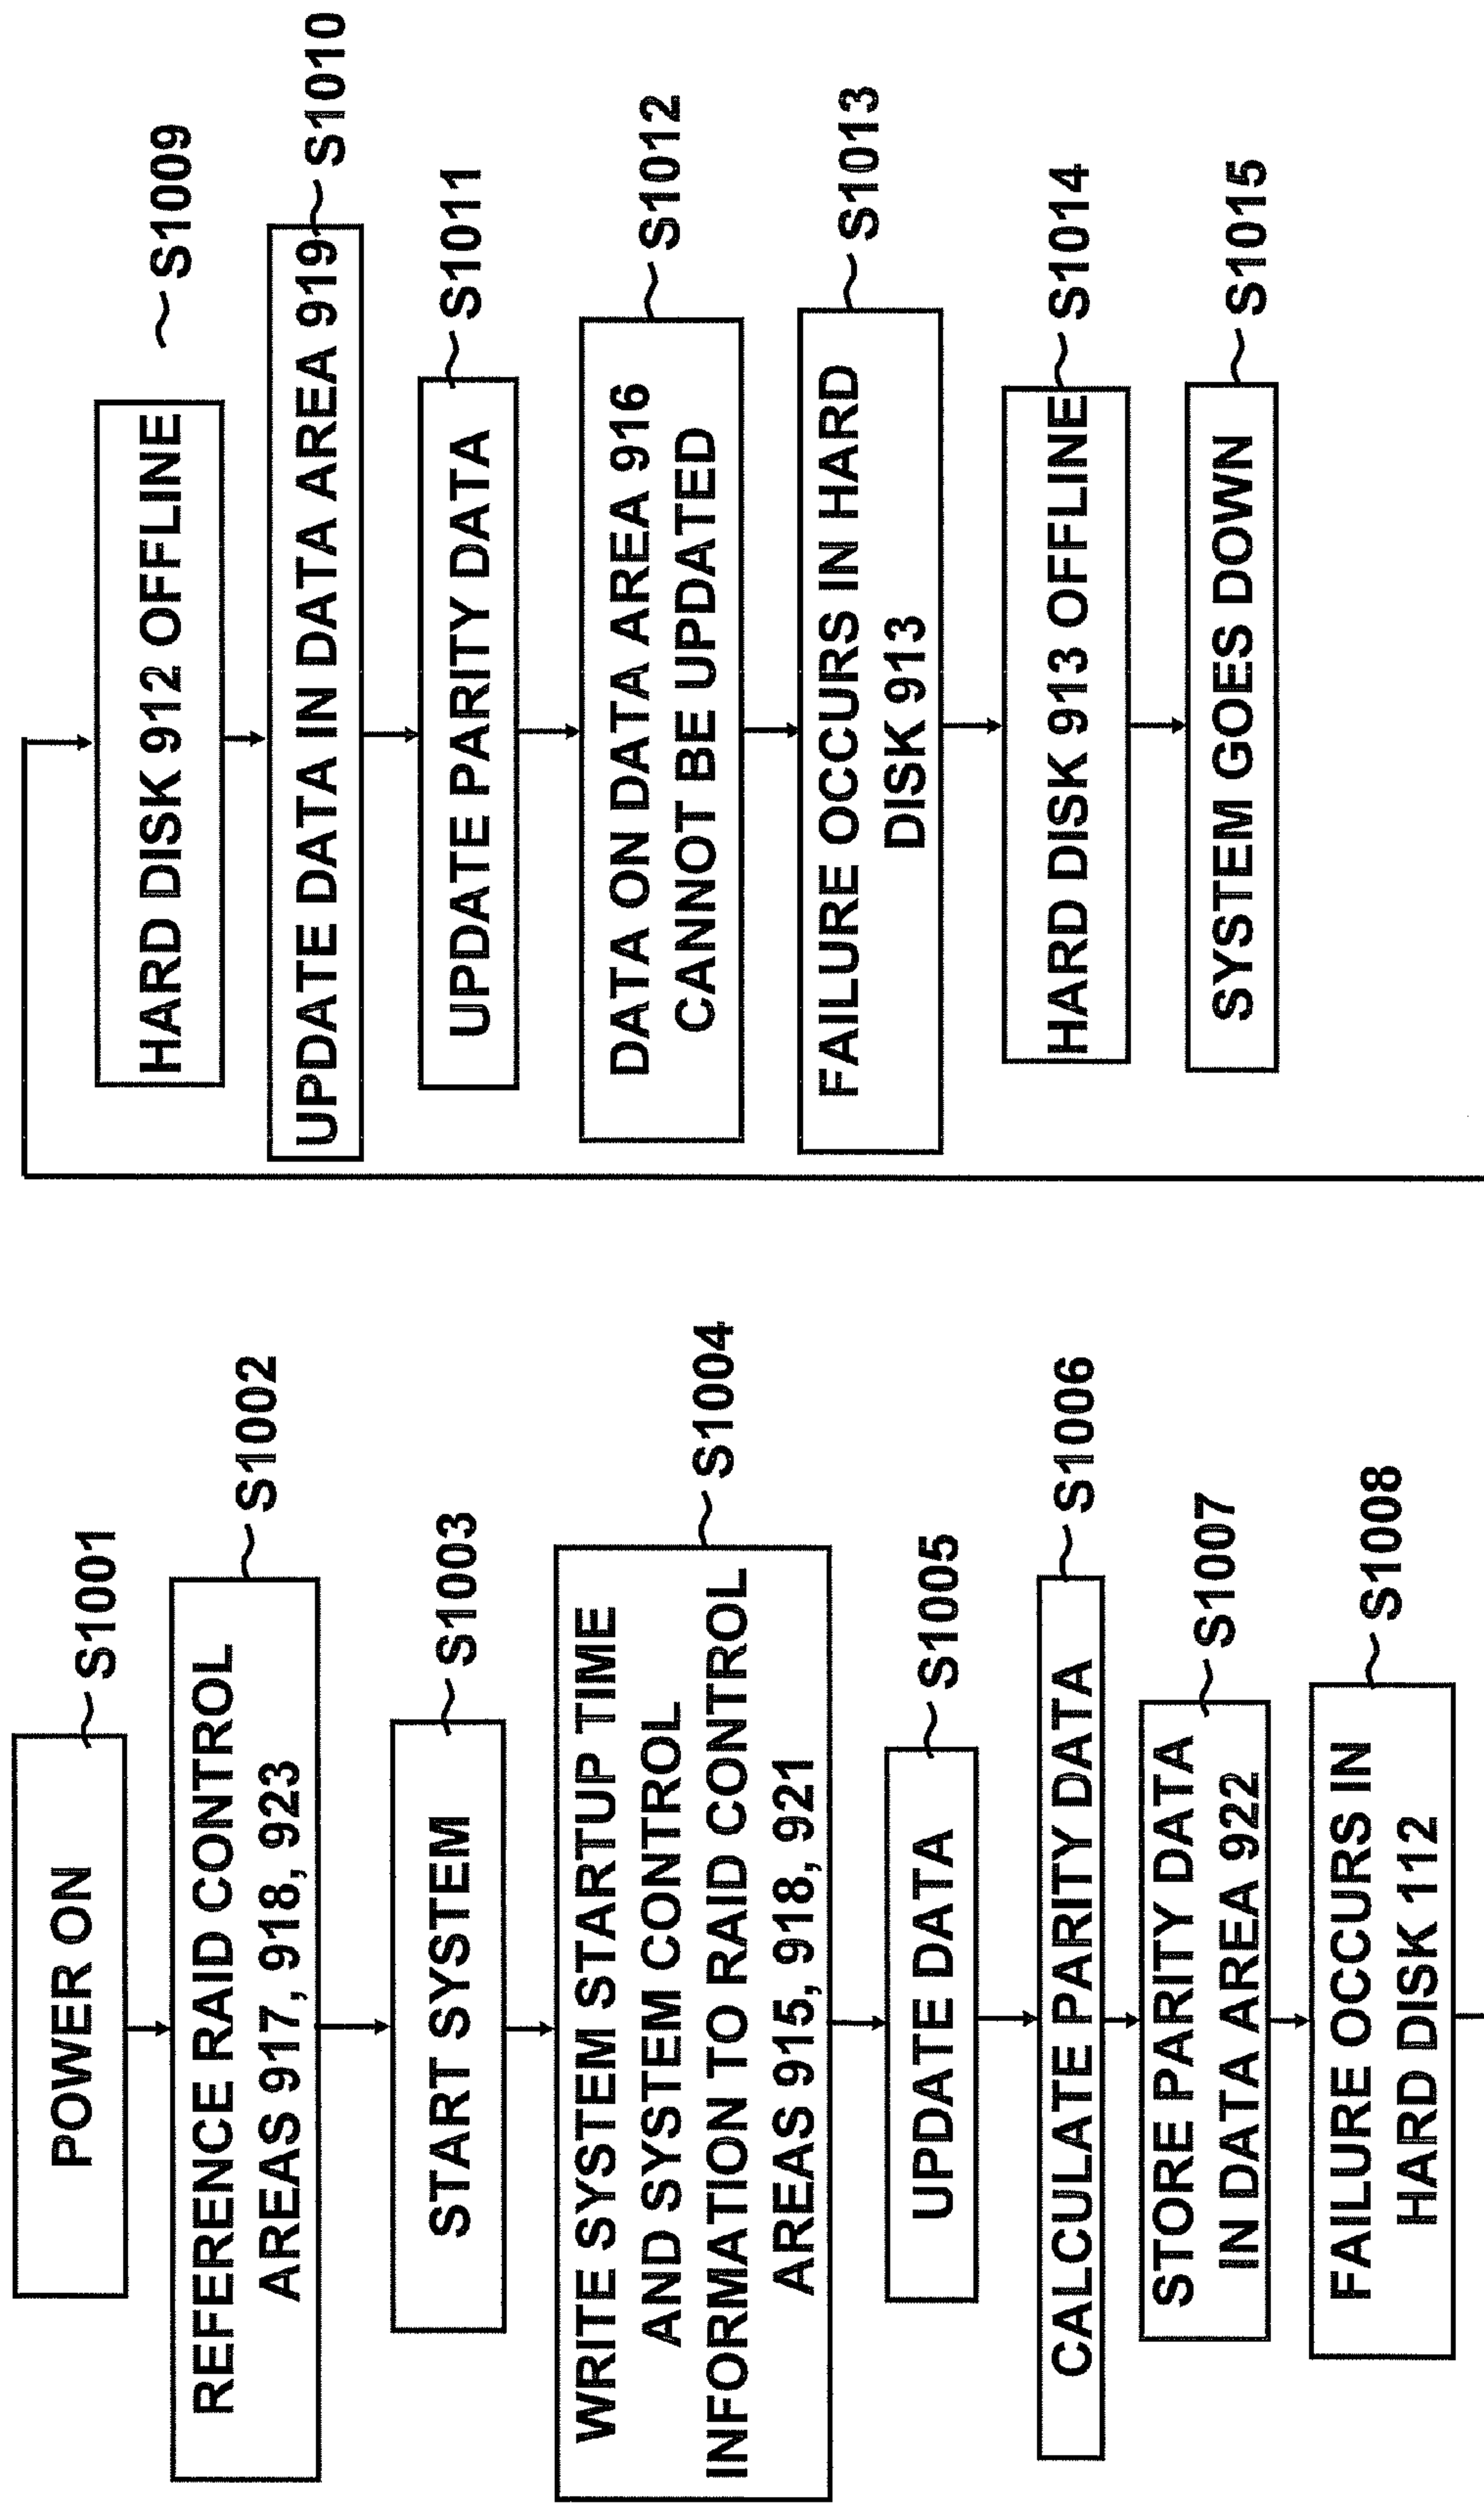 POWER ON
S1001
REFERENCE RAID CONTROL
AREAS 917, 918, 923
S1002
START SYSTEM
S1003
WRITE SYSTEM STARTUP TIME
AND SYSTEM CONTROL
INFORMATION TO RAID CONTROL
AREAS 915, 918, 921
S1004
UPDATE DATA
S1005
CALCULATE PARITY DATA
S1006
STORE PARITY DATA
IN DATA AREA 922
S1007
FAILURE OCCURS IN
HARD DISK 112
S1008
HARD DISK 912 OFFLINE
S1009
UPDATE DATA IN DATA AREA 919
S1010
UPDATE PARITY DATA
S1011
DATA ON DATA AREA 916
CANNOT BE UPDATED
S1012
FAILURE OCCURS IN HARD
DISK 913
S1013
HARD DISK 913 OFFLINE
S1014
SYSTEM GOES DOWN
S1015